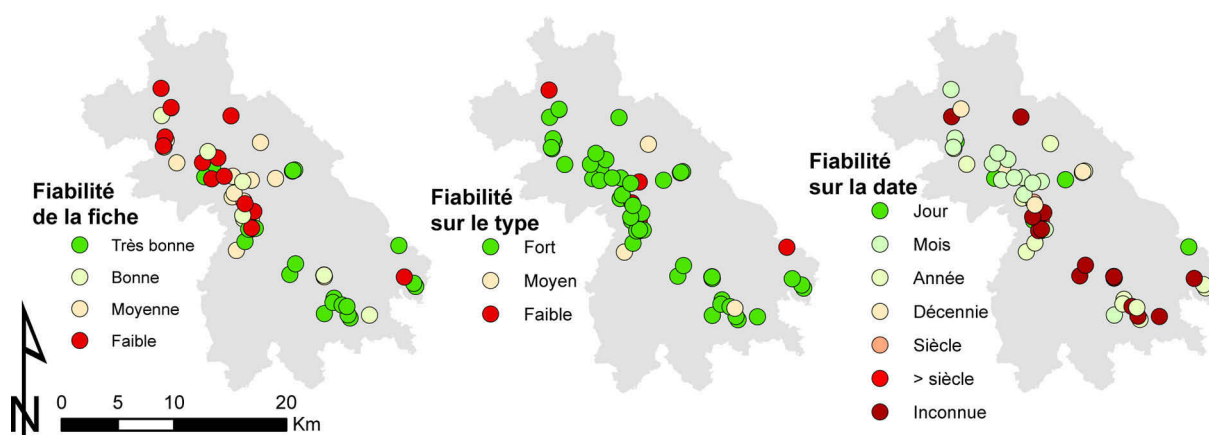 Fiabilité
de la fiche
Très bonne
Bonne
Moyenne
Faible
Fiabilité
sur le type
Fort
Moyen
Faible
Fiabilité
sur la date
Jour
Mois
Année
Décennie
Siècle
> siècle
Inconnue
N
0 5 10 20
Km